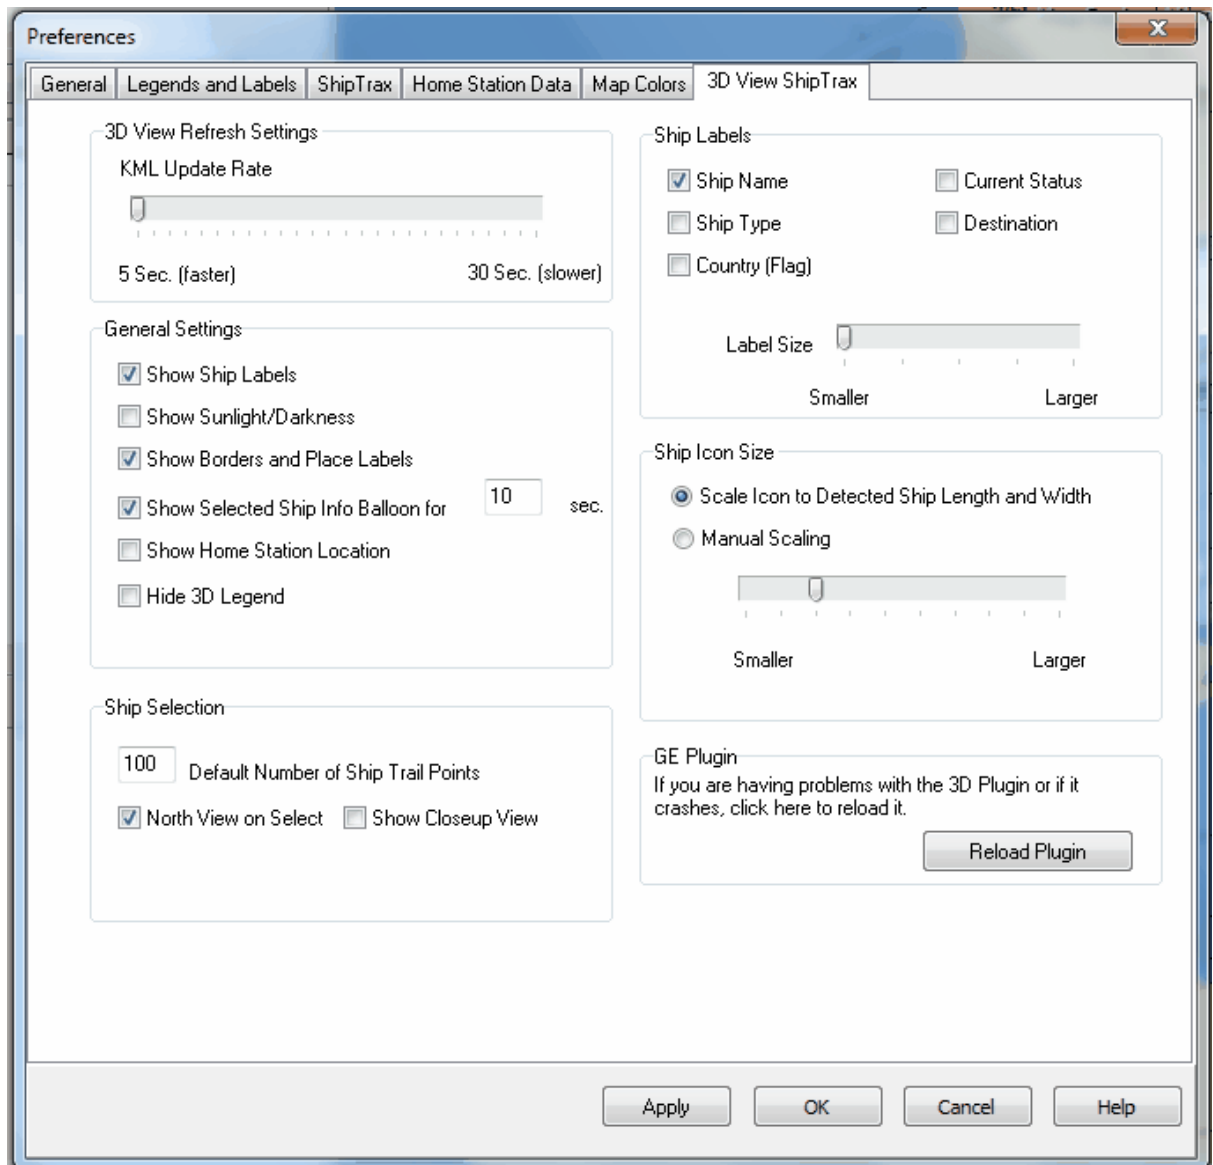 Preferences
General
Legends and Labels
ShipTrax
Home Station Data
Map Colors
3D View ShipTrax
3D View Refresh Settings
KML Update Rate
5 Sec. (faster)
30 Sec. (slower)
General Settings
Show Ship Labels
Show Sunlight/Darkness
Show Borders and Place Labels
Show Selected Ship Info Balloon for 10 sec.
Show Home Station Location
Hide 3D Legend
Ship Selection
100 Default Number of Ship Trail Points
North View on Select
Show Closeup View
Ship Labels
Ship Name
Current Status
Ship Type
Destination
Country (Flag)
Label Size
Smaller
Larger
Ship Icon Size
Scale Icon to Detected Ship Length and Width
Manual Scaling
Smaller
Larger
GE Plugin
If you are having problems with the 3D Plugin or if it
crashes, click here to reload it.
Reload Plugin
Apply
OK
Cancel
Help